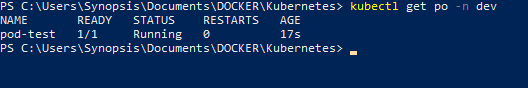 PS C:\Users\Synopsis\Documents\DOCKER\Kubernetes> kubectl get po -n dev
NAME       READY   STATUS    RESTARTS   AGE
pod-test   1/1     Running   0          17s
PS C:\Users\Synopsis\Documents\DOCKER\Kubernetes>